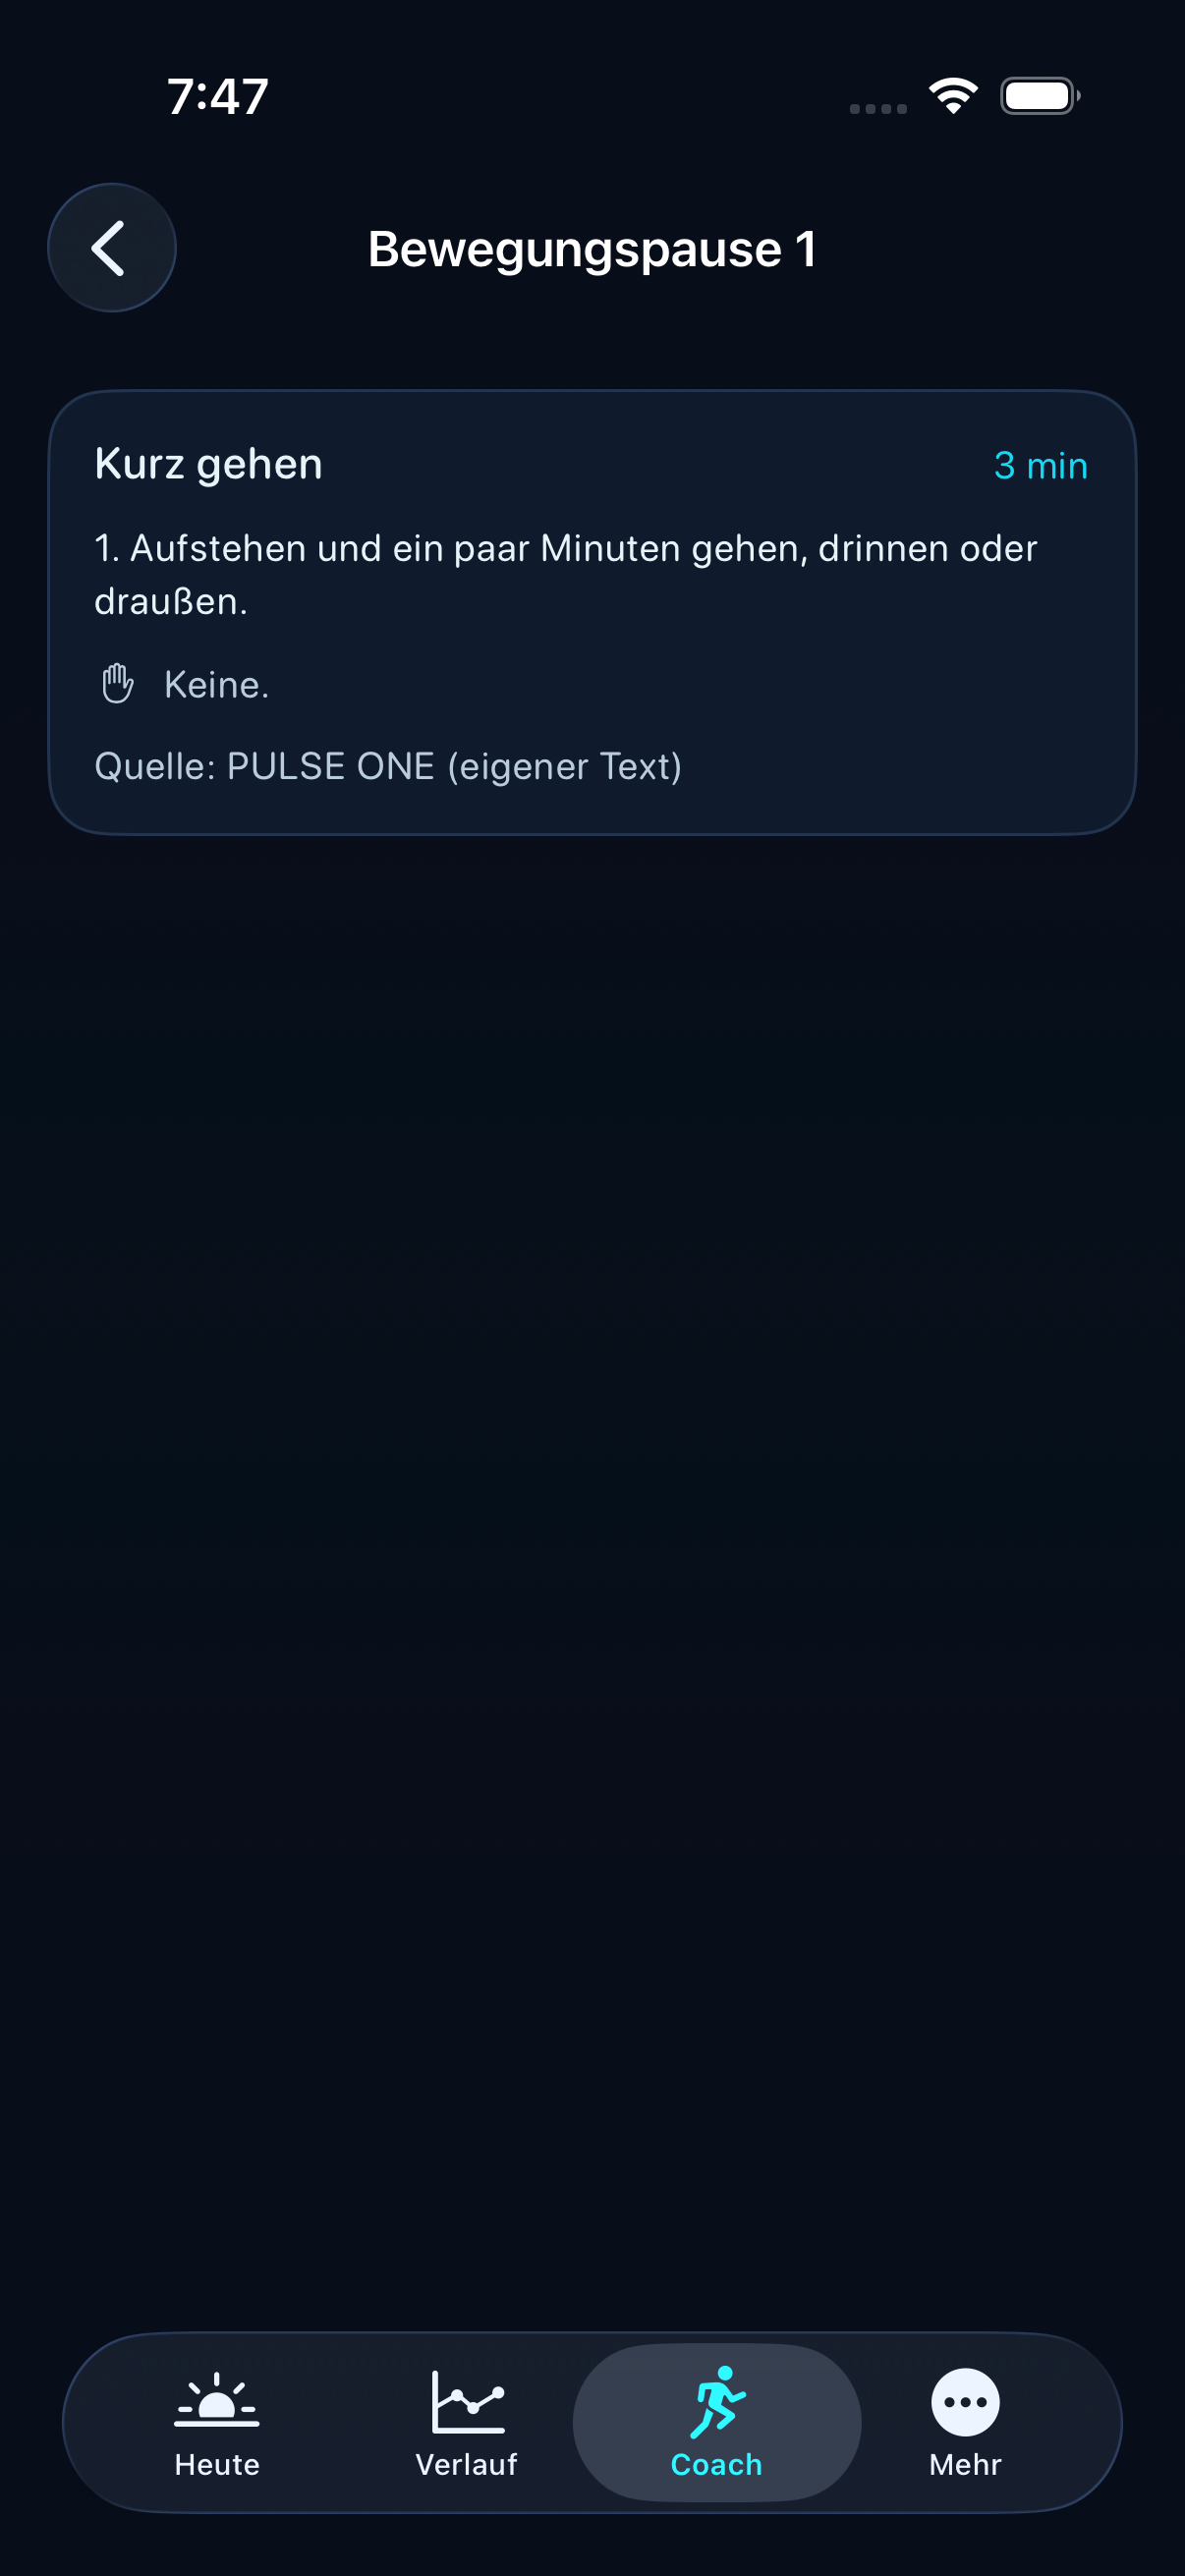 7:47
Bewegungspause 1
Kurz gehen
3 min
1. Aufstehen und ein paar Minuten gehen, drinnen oder
draußen.
Keine.
Quelle: PULSE ONE (eigener Text)
Heute
Verlauf
Coach
Mehr